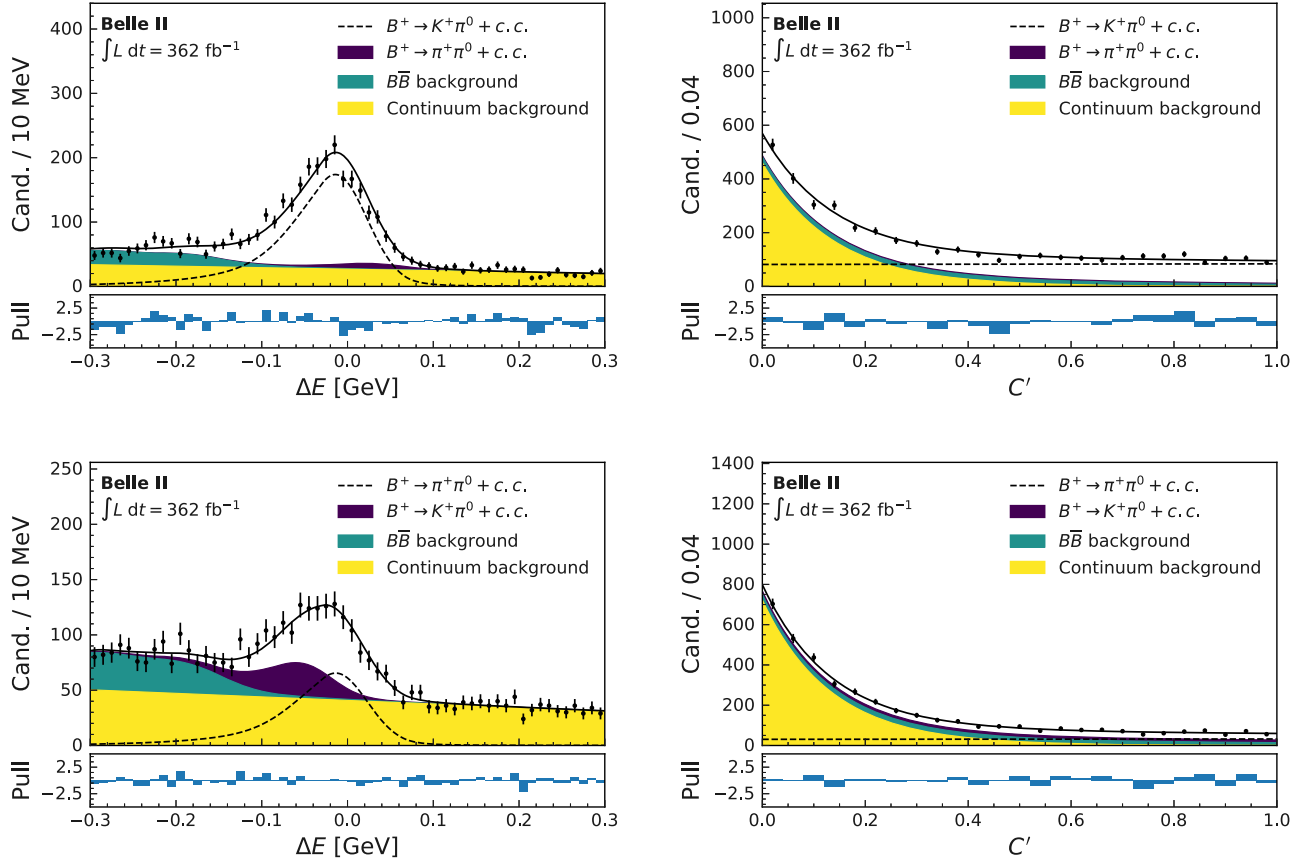 Belle II
∫L dt = 362 fb⁻¹
B⁺ → K⁺π⁰ + c. c.
B⁺ → π⁺π⁰ + c. c.
BB̅ background
Continuum background
Cand. / 10 MeV
400
300
200
100
0
Pull
2.5
−2.5
−0.3 −0.2 −0.1 0.0 0.1 0.2 0.3
ΔE [GeV]
Belle II
∫L dt = 362 fb⁻¹
B⁺ → K⁺π⁰ + c. c.
B⁺ → π⁺π⁰ + c. c.
BB̅ background
Continuum background
Cand. / 0.04
1000
800
600
400
200
0
Pull
2.5
−2.5
0.0 0.2 0.4 0.6 0.8 1.0
C′
Belle II
∫L dt = 362 fb⁻¹
B⁺ → π⁺π⁰ + c. c.
B⁺ → K⁺π⁰ + c. c.
BB̅ background
Continuum background
Cand. / 10 MeV
250
200
150
100
50
0
Pull
2.5
−2.5
−0.3 −0.2 −0.1 0.0 0.1 0.2 0.3
ΔE [GeV]
Belle II
∫L dt = 362 fb⁻¹
B⁺ → π⁺π⁰ + c. c.
B⁺ → K⁺π⁰ + c. c.
BB̅ background
Continuum background
Cand. / 0.04
1400
1200
1000
800
600
400
200
0
Pull
2.5
−2.5
0.0 0.2 0.4 0.6 0.8 1.0
C′